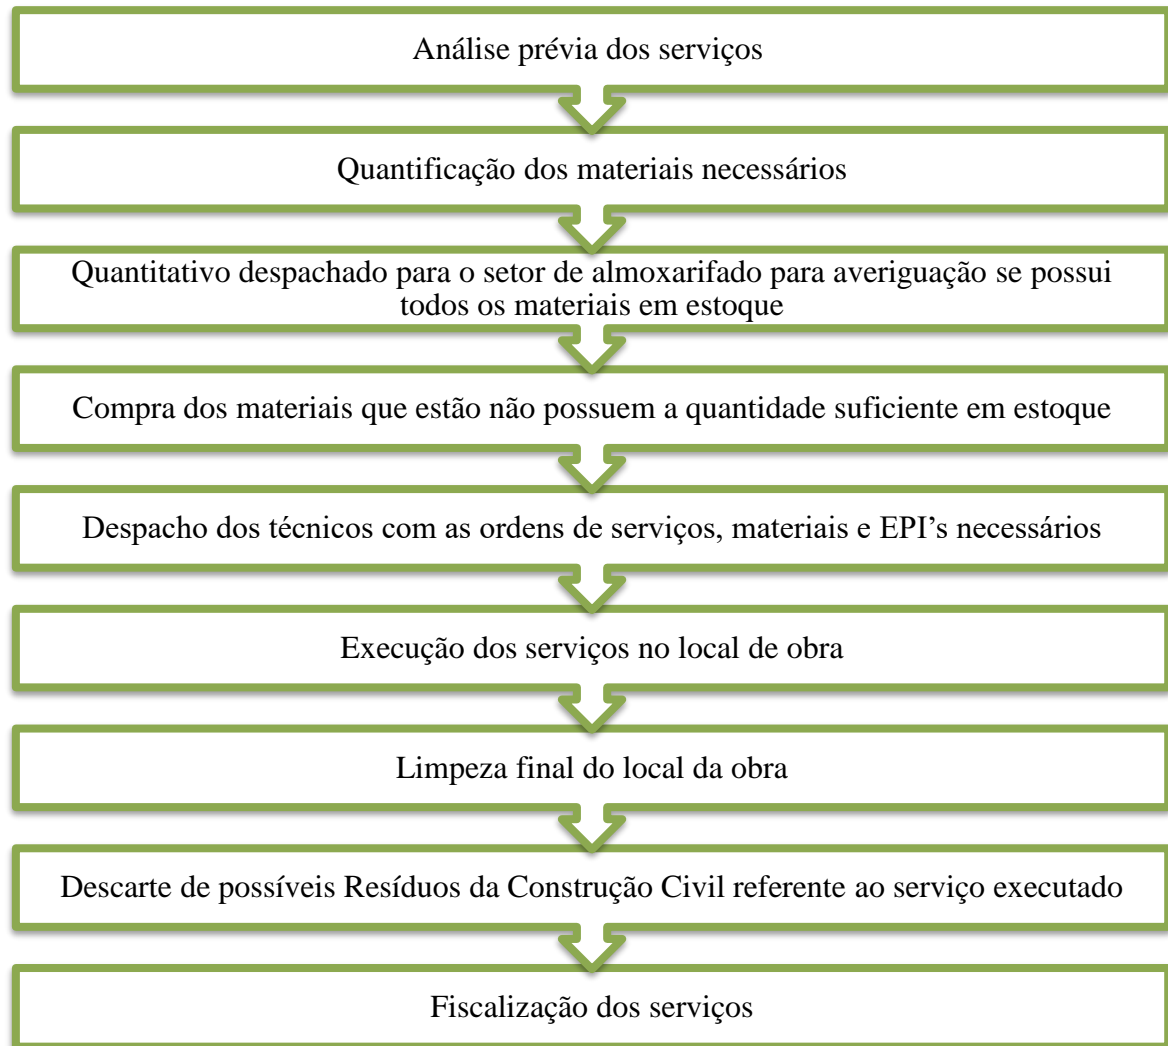 Análise prévia dos serviços
Quantificação dos materiais necessários
Quantitativo despachado para o setor de almoxarifado para averiguação se possui
todos os materiais em estoque
Compra dos materiais que estão não possuem a quantidade suficiente em estoque
Despacho dos técnicos com as ordens de serviços, materiais e EPI’s necessários
Execução dos serviços no local de obra
Limpeza final do local da obra
Descarte de possíveis Resíduos da Construção Civil referente ao serviço executado
Fiscalização dos serviços